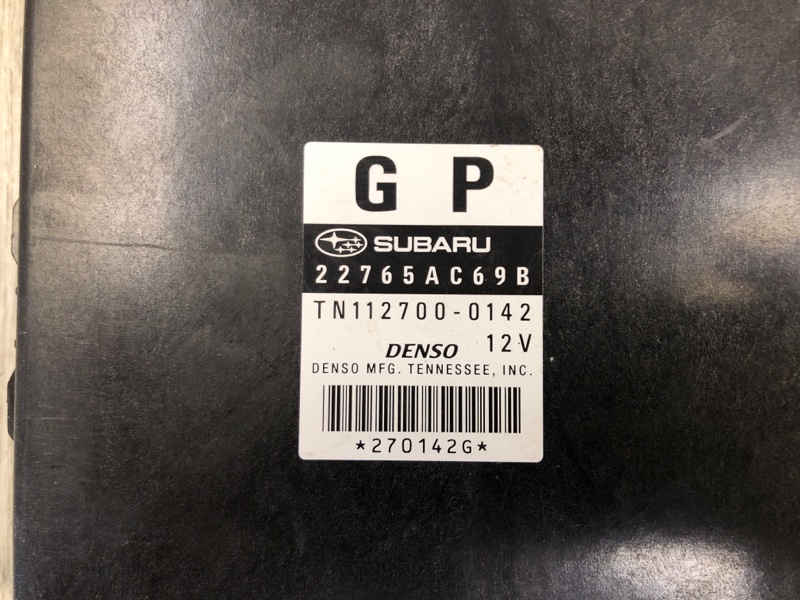 G P
SUBARU
22765AC69B
TN112700-0142
12V
DENSO
DENSO MFG. TENNESSEE, INC.
*270142G*